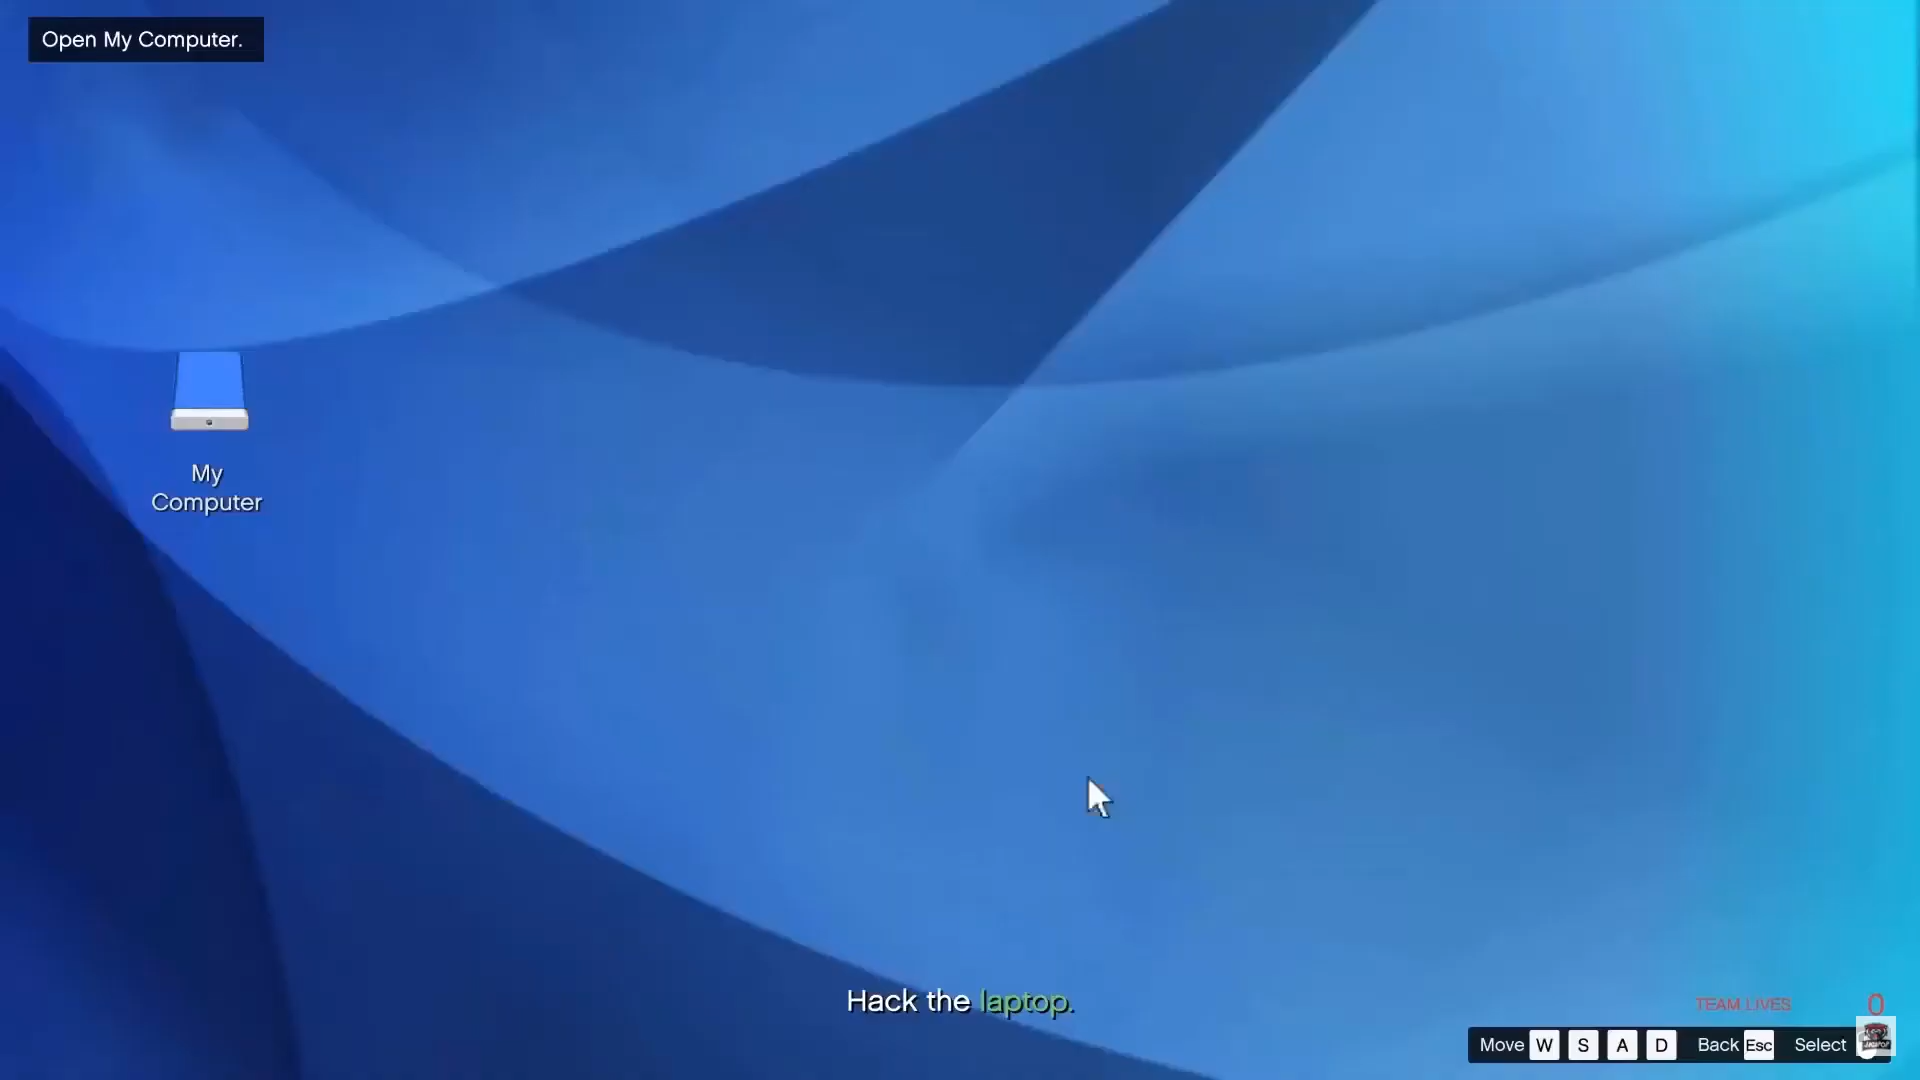 Open My Computer.
My
Computer
Hack the laptop.
TEAM LIVES 0
Move W S A D Back Esc Select